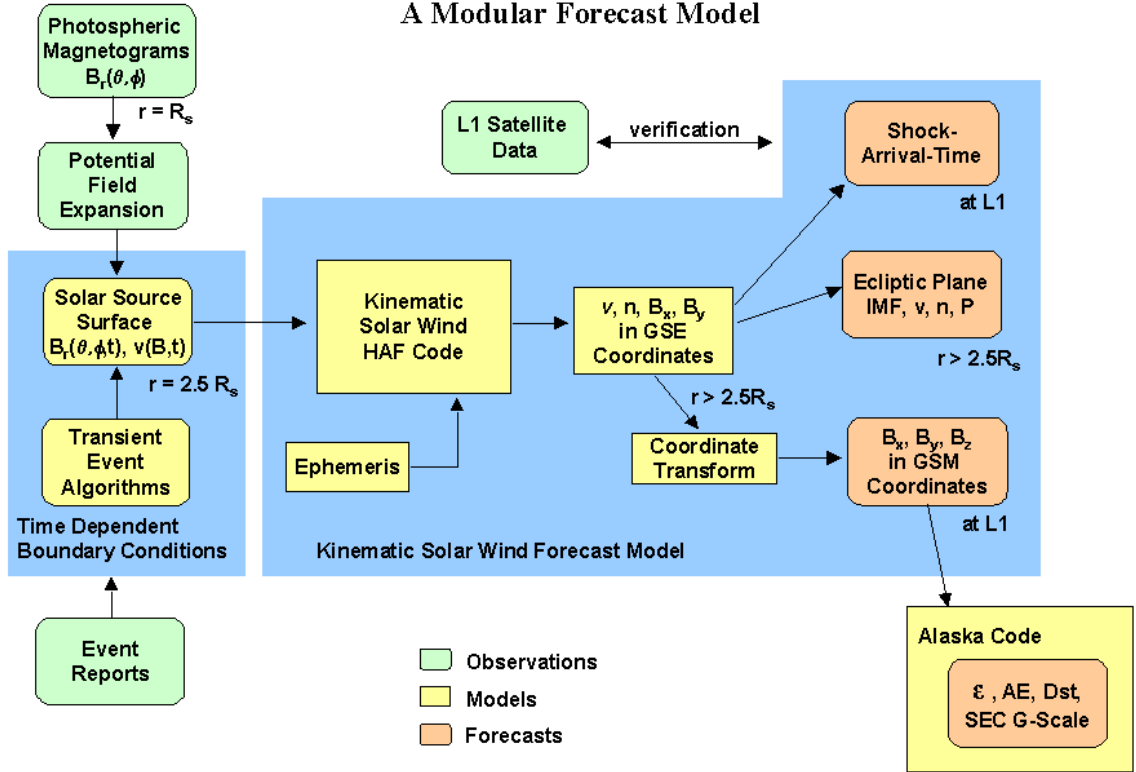 A Modular Forecast Model
Photospheric
Magnetograms
Bᵣ(θ,ϕ)
r = Rₛ
Potential
Field
Expansion
Solar Source
Surface
Bᵣ(θ,ϕ,t), v(B,t)
r = 2.5 Rₛ
Transient
Event
Algorithms
Time Dependent
Boundary Conditions
Event
Reports
L1 Satellite
Data
verification
Kinematic
Solar Wind
HAF Code
Ephemeris
v, n, Bₓ, Bᵧ
in GSE
Coordinates
r > 2.5Rₛ
Coordinate
Transform
Shock-
Arrival-Time
at L1
Ecliptic Plane
IMF, v, n, P
r > 2.5Rₛ
Bₓ, Bᵧ, B_z
in GSM
Coordinates
at L1
Kinematic Solar Wind Forecast Model
Alaska Code
ε , AE, Dst,
SEC G-Scale
Observations
Models
Forecasts